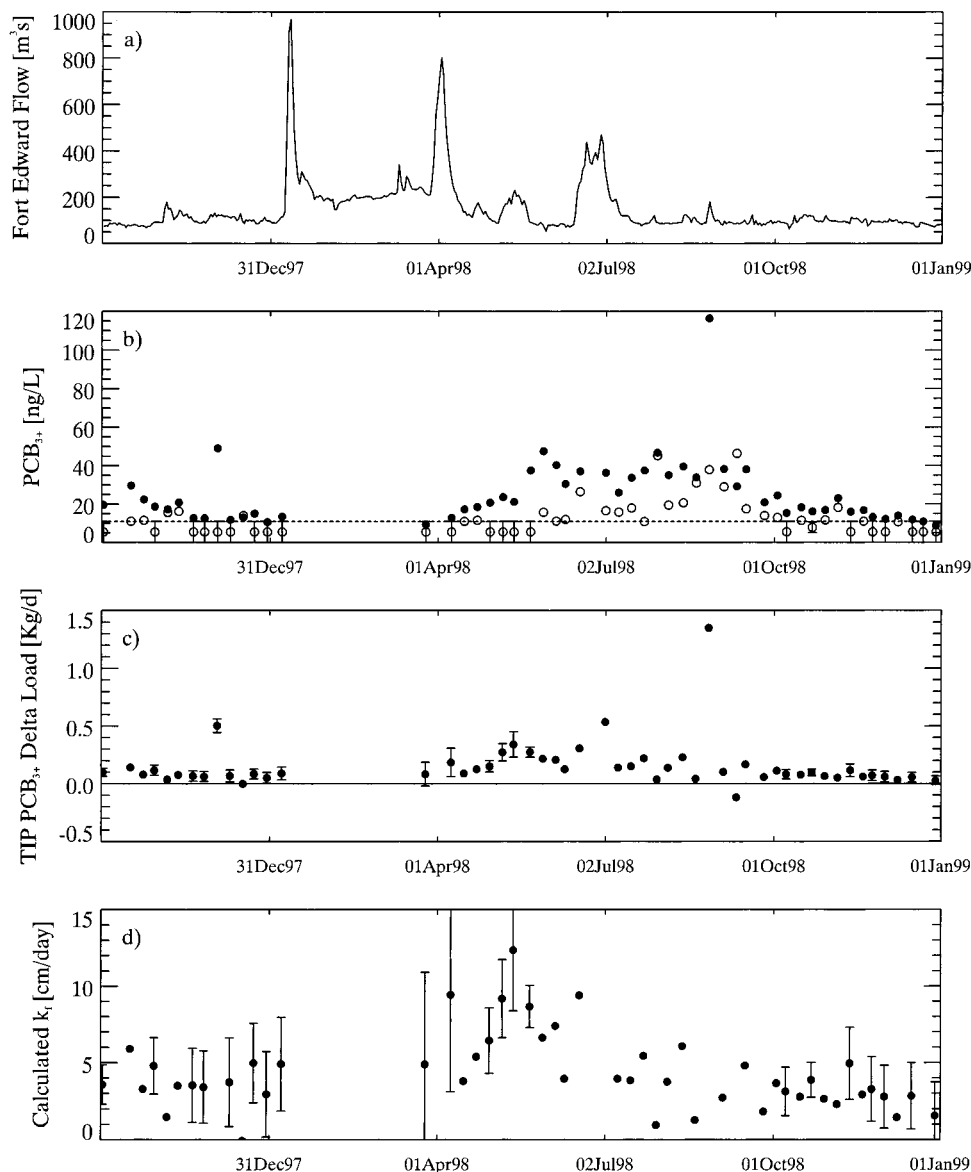 a)
Fort Edward Flow [m³s]
1000
800
600
400
200
0
31Dec97 01Apr98 02Jul98 01Oct98 01Jan99
b)
PCB₃₊ [ng/L]
120
100
80
60
40
20
0
31Dec97 01Apr98 02Jul98 01Oct98 01Jan99
c)
TIP PCB₃₊ Delta Load [Kg/d]
1.5
1.0
0.5
0.0
-0.5
31Dec97 01Apr98 02Jul98 01Oct98 01Jan99
d)
Calculated kf [cm/day]
15
10
5
0
31Dec97 01Apr98 02Jul98 01Oct98 01Jan99